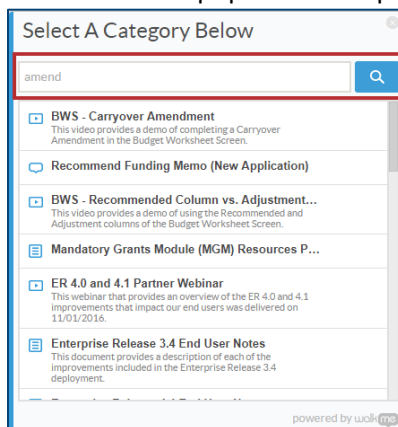 Select A Category Below
amend
BWS - Carryover Amendment
This video provides a demo of completing a Carryover
Amendment in the Budget Worksheet Screen.
Recommend Funding Memo (New Application)
BWS - Recommended Column vs. Adjustment...
This video provides a demo of using the Recommended and
Adjustment columns of the Budget Worksheet Screen.
Mandatory Grants Module (MGM) Resources P...
ER 4.0 and 4.1 Partner Webinar
This webinar that provides an overview of the ER 4.0 and 4.1
improvements that impact our end users was delivered on
11/01/2016.
Enterprise Release 3.4 End User Notes
This document provides a description of each of the
improvements included in the Enterprise Release 3.4
deployment.
powered by walkme